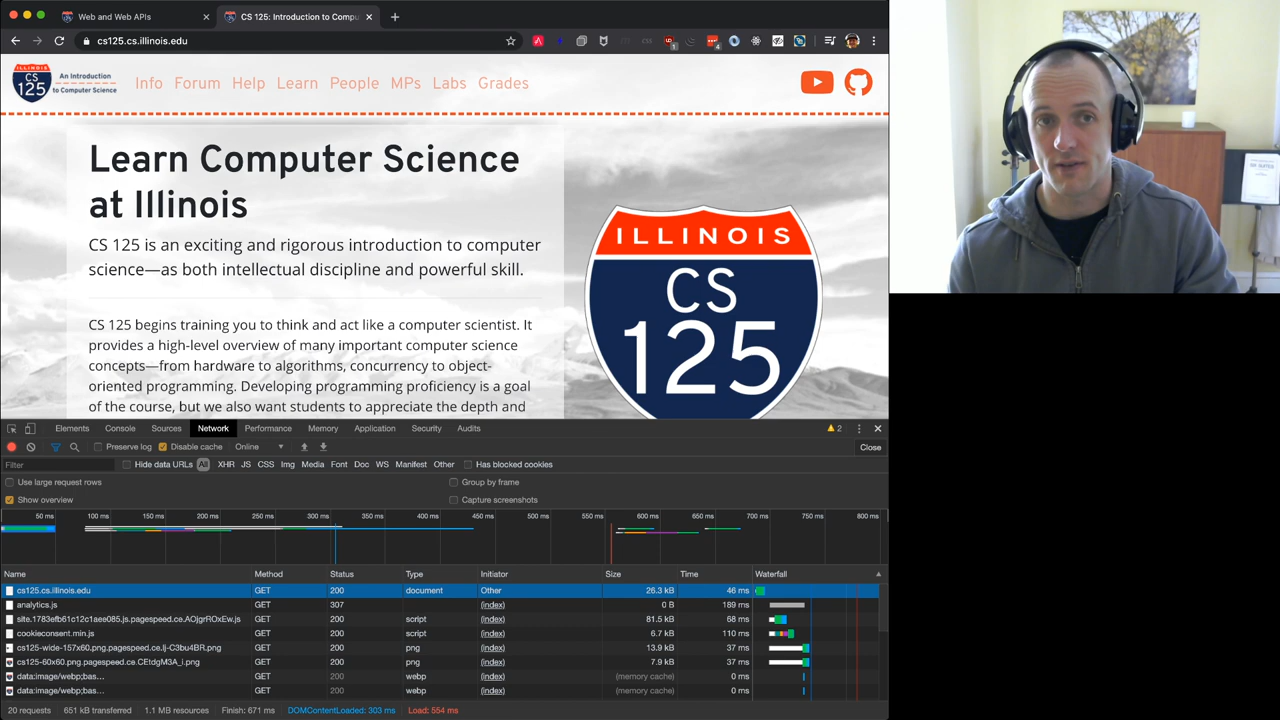 Web and Web APIs
CS 125: Introduction to Compu
cs125.cs.illinois.edu
ILLINOIS
CS
125
An Introduction
to Computer Science
Info Forum Help Learn People MPs Labs Grades
Learn Computer Science
at Illinois
CS 125 is an exciting and rigorous introduction to computer
science—as both intellectual discipline and powerful skill.
CS 125 begins training you to think and act like a computer scientist. It
provides a high-level overview of many important computer science
concepts—from hardware to algorithms, concurrency to object-
oriented programming. Developing programming proficiency is a goal
of the course, but we also want students to appreciate the depth and
ILLINOIS
CS
125
Elements Console Sources Network Performance Memory Application Security Audits 2
Preserve log Disable cache Online Close
Filter Hide data URLs All XHR JS CSS Img Media Font Doc WS Manifest Other Has blocked cookies
Use large request rows Group by frame
Show overview Capture screenshots
50 ms 100 ms 150 ms 200 ms 250 ms 300 ms 350 ms 400 ms 450 ms 500 ms 550 ms 600 ms 650 ms 700 ms 750 ms 800 ms
Name Method Status Type Initiator Size Time Waterfall
cs125.cs.illinois.edu GET 200 document Other 26.3 kB 46 ms
analytics.js GET 307 (index) 0 B 189 ms
site.1783efb61c12c1aee085.js.pagespeed.ce.AOjgrROxEw.js GET 200 script (index) 81.5 kB 68 ms
cookieconsent.min.js GET 200 script (index) 6.7 kB 110 ms
cs125-wide-157x60.png.pagespeed.ce.lj-C3bu4BR.png GET 200 png (index) 13.9 kB 37 ms
cs125-60x60.png.pagespeed.ce.CEtdgM3A_i.png GET 200 png (index) 7.9 kB 37 ms
data:image/webp;bas... GET 200 webp (index) (memory cache) 0 ms
data:image/webp;bas... GET 200 webp (index) (memory cache) 0 ms
20 requests 651 kB transferred 1.1 MB resources Finish: 671 ms DOMContentLoaded: 303 ms Load: 554 ms